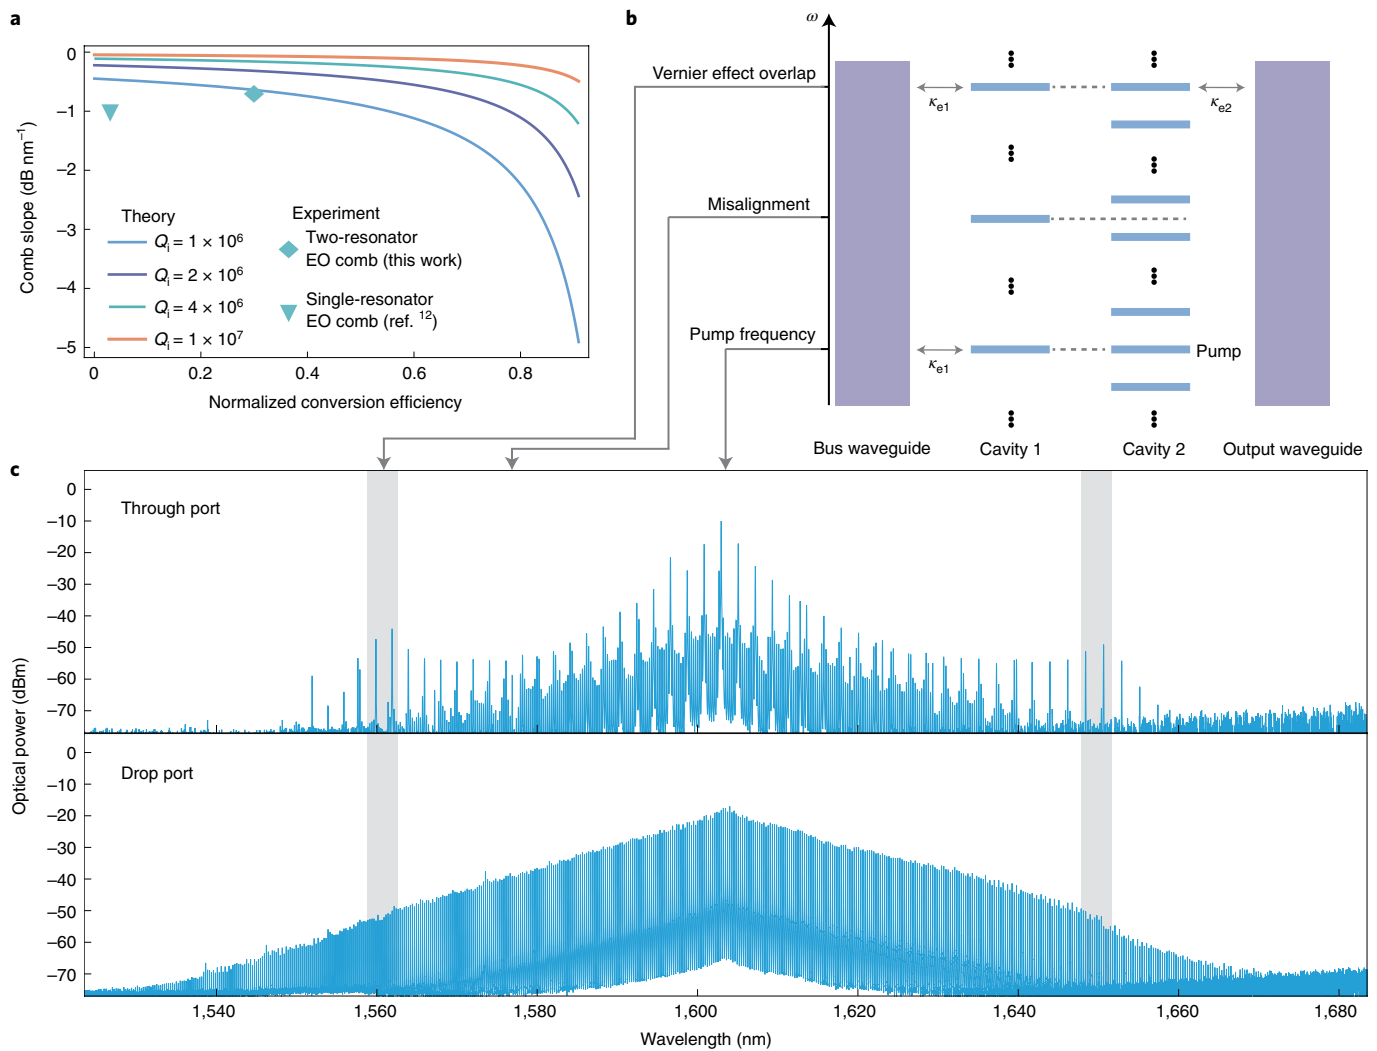 a
0
−1
−2
−3
−4
−5
Comb slope (dB nm⁻¹)
0
0.2
0.4
0.6
0.8
Normalized conversion efficiency
Theory
Qᵢ = 1 × 10⁶
Qᵢ = 2 × 10⁶
Qᵢ = 4 × 10⁶
Qᵢ = 1 × 10⁷
Experiment
Two-resonator
EO comb (this work)
Single-resonator
EO comb (ref. ¹²)
b
ω
Vernier effect overlap
Misalignment
Pump frequency
κe1
κe2
κe1
Pump
Bus waveguide
Cavity 1
Cavity 2
Output waveguide
c
Through port
0
−10
−20
−30
−40
−50
−60
−70
Drop port
0
−10
−20
−30
−40
−50
−60
−70
Optical power (dBm)
1,540
1,560
1,580
1,600
1,620
1,640
1,660
1,680
Wavelength (nm)